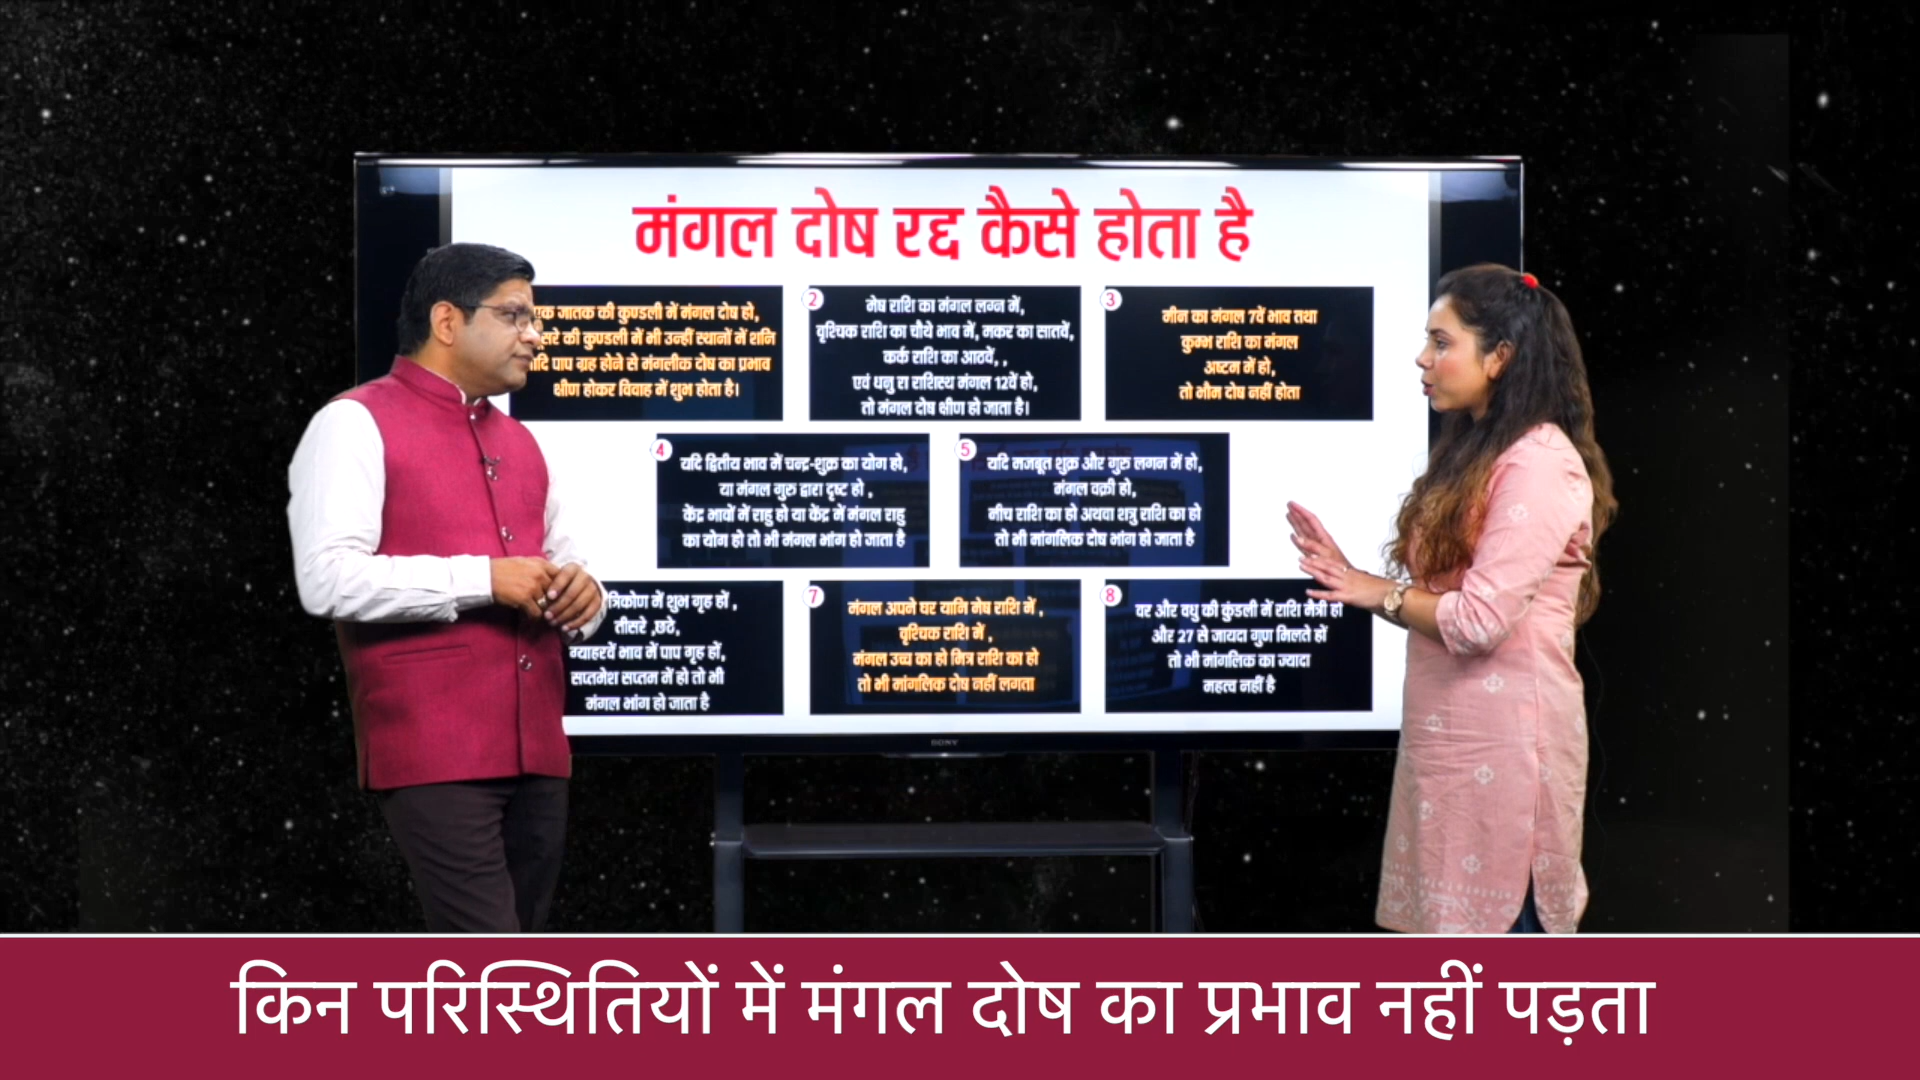 मंगल दोष रद्द कैसे होता है
जातक की कुण्डली में मंगल दोष हो,
की कुण्डली में भी उन्हीं स्थानों में शनि
पाप ग्रह होने से मंगलीक दोष का प्रभाव
क्षीण होकर विवाह में शुभ होता है।
2
मेष राशि का मंगल लग्न में,
वृश्चिक राशि का चौथे भाव में, मकर का सातवें,
कर्क राशि का आठवें, ,
एवं धनु रा राशिस्थ मंगल 12वें हो,
तो मंगल दोष क्षीण हो जाता है।
3
मीन का मंगल 7वें भाव तथा
कुम्भ राशि का मंगल
अष्टम में हो,
तो भौम दोष नहीं होता
4
यदि द्वितीय भाव में चन्द्र-शुक्र का योग हो,
या मंगल गुरु द्वारा दृष्ट हो ,
केंद्र भावों में राहु हो या केंद्र में मंगल राहु
का योग हो तो भी मंगल भांग हो जाता है
5
यदि मजबूत शुक्र और गुरु लगन में हो,
मंगल वक्री हो,
नीच राशि का हो अथवा शत्रु राशि का हो
तो भी मांगलिक दोष भांग हो जाता है
त्रिकोण में शुभ गृह हों ,
तीसरे ,छठे,
ग्याहरवें भाव में पाप गृह हों,
सप्तमेश सप्तम में हो तो भी
मंगल भांग हो जाता है
7
मंगल अपने घर यानि मेष राशि में ,
वृश्चिक राशि में ,
मंगल उच्च का हो मित्र राशि का हो
तो भी मांगलिक दोष नहीं लगता
8
वर और वधु की कुंडली में राशि मैत्री हो
और 27 से जायदा गुण मिलते हों
तो भी मांगलिक का ज्यादा
महत्व नहीं है
SONY
किन परिस्थितियों में मंगल दोष का प्रभाव नहीं पड़ता